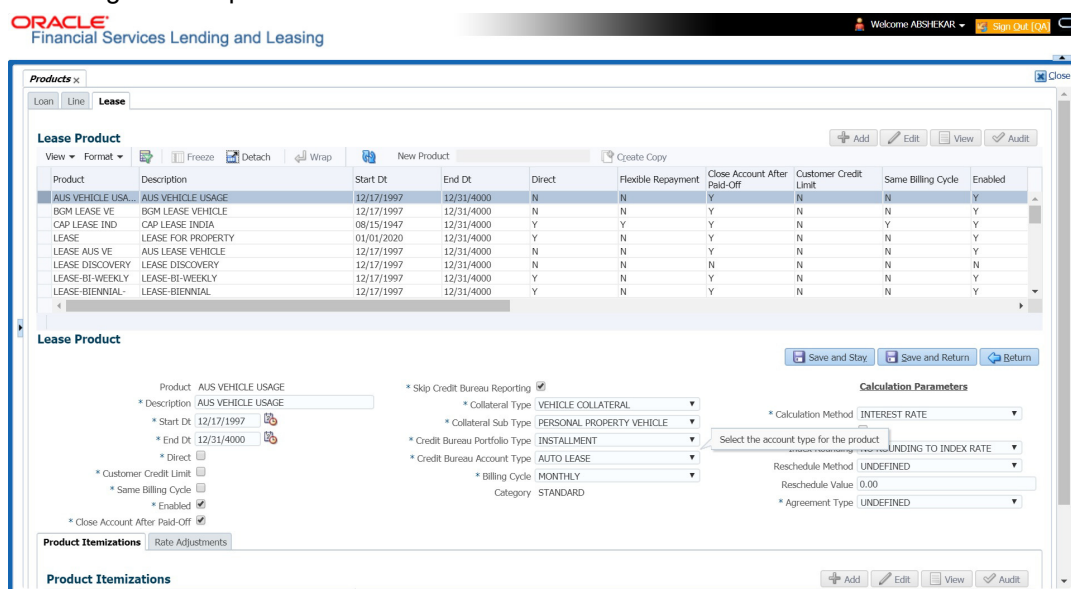 ORACLE
Financial Services Lending and Leasing
Welcome ABSHEKAR
Sign Out [QA]
Products x
Close
Loan Line Lease
Lease Product
Add Edit View Audit
View Format Freeze Detach Wrap New Product Create Copy
Product Description Start Dt End Dt Direct Flexible Repayment Close Account After Paid-Off Customer Credit Limit Same Billing Cycle Enabled
AUS VEHICLE USA... AUS VEHICLE USAGE 12/17/1997 12/31/4000 N N Y N N Y
BGM LEASE VE BGM LEASE VEHICLE 12/17/1997 12/31/4000 N N Y N N Y
CAP LEASE IND CAP LEASE INDIA 08/15/1947 12/31/4000 Y Y Y N Y Y
LEASE LEASE FOR PROPERTY 01/01/2020 12/31/4000 Y N Y N N Y
LEASE AUS VE AUS LEASE VEHICLE 12/17/1997 12/31/4000 N N Y N N Y
LEASE DISCOVERY LEASE DISCOVERY 12/17/1997 12/31/4000 N N N N N N
LEASE-BI-WEEKLY LEASE-BI-WEEKLY 12/17/1997 12/31/4000 Y N Y N N Y
LEASE-BIENNIAL- LEASE-BIENNIAL 12/17/1997 12/31/4000 Y N Y N N Y
Lease Product
Save and Stay Save and Return Return
Product AUS VEHICLE USAGE
* Description AUS VEHICLE USAGE
* Start Dt 12/17/1997
* End Dt 12/31/4000
* Direct
* Customer Credit Limit
* Same Billing Cycle
* Enabled
* Close Account After Paid-Off
* Skip Credit Bureau Reporting
* Collateral Type VEHICLE COLLATERAL
* Collateral Sub Type PERSONAL PROPERTY VEHICLE
* Credit Bureau Portfolio Type INSTALLMENT
* Credit Bureau Account Type AUTO LEASE
* Billing Cycle MONTHLY
Category STANDARD
Select the account type for the product
Calculation Parameters
* Calculation Method INTEREST RATE
ROUNDING TO INDEX RATE
Reschedule Method UNDEFINED
Reschedule Value 0.00
* Agreement Type UNDEFINED
Product Itemizations Rate Adjustments
Product Itemizations
Add Edit View Audit